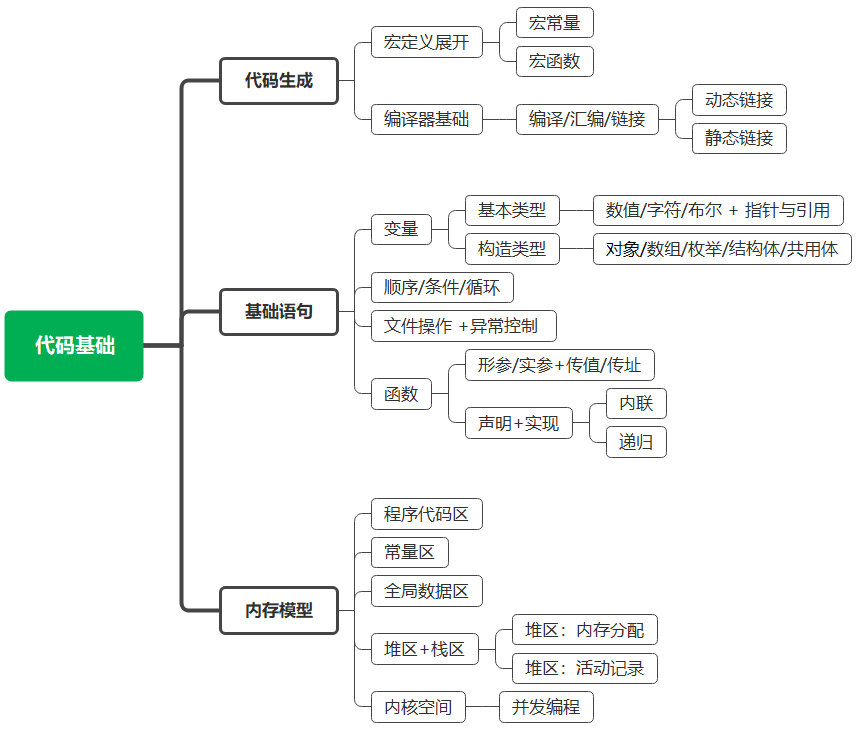 代码基础
代码生成
宏定义展开
宏常量
宏函数
编译器基础
编译/汇编/链接
动态链接
静态链接
基础语句
变量
基本类型
数值/字符/布尔 + 指针与引用
构造类型
对象/数组/枚举/结构体/共用体
顺序/条件/循环
文件操作 +异常控制
函数
形参/实参+传值/传址
声明+实现
内联
递归
内存模型
程序代码区
常量区
全局数据区
堆区+栈区
堆区：内存分配
堆区：活动记录
内核空间
并发编程